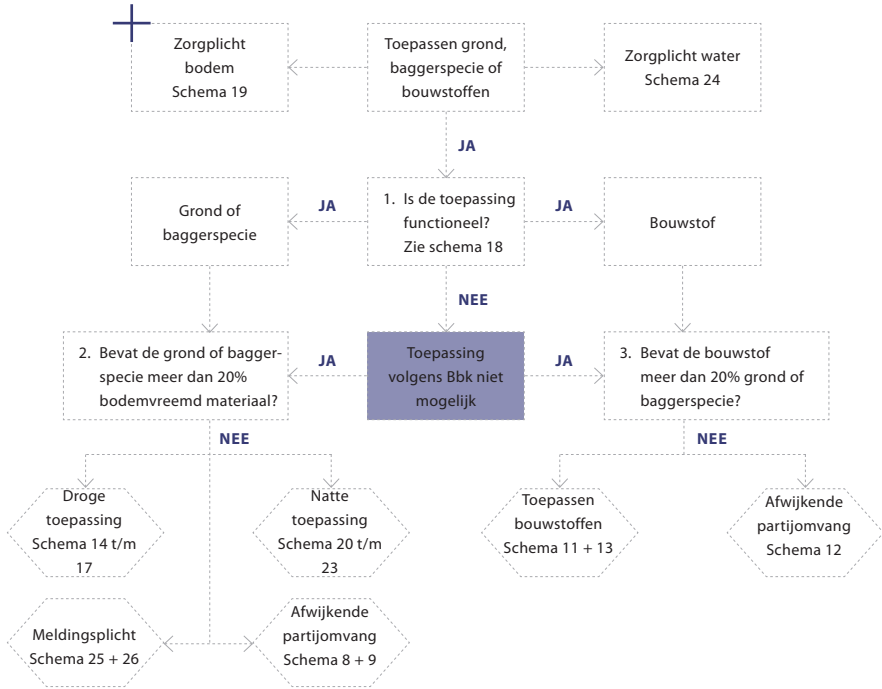 Zorgplicht
bodem
Schema 19
Toepassen grond,
baggerspecie of
bouwstoffen
Zorgplicht water
Schema 24
JA
Grond of
baggerspecie
JA
1. Is de toepassing
functioneel?
Zie schema 18
JA
Bouwstof
NEE
2. Bevat de grond of bagger-
specie meer dan 20%
bodemvreemd materiaal?
JA
Toepassing
volgens Bbk niet
mogelijk
JA
3. Bevat de bouwstof
meer dan 20% grond of
baggerspecie?
NEE
NEE
Droge
toepassing
Schema 14 t/m
17
Natte
toepassing
Schema 20 t/m
23
Toepassen
bouwstoffen
Schema 11 + 13
Afwijkende
partijomvang
Schema 12
Meldingsplicht
Schema 25 + 26
Afwijkende
partijomvang
Schema 8 + 9